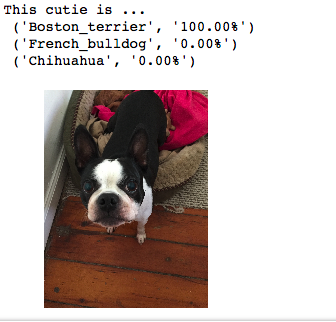 This cutie is ...
('Boston_terrier', '100.00%')
('French_bulldog', '0.00%')
('Chihuahua', '0.00%')